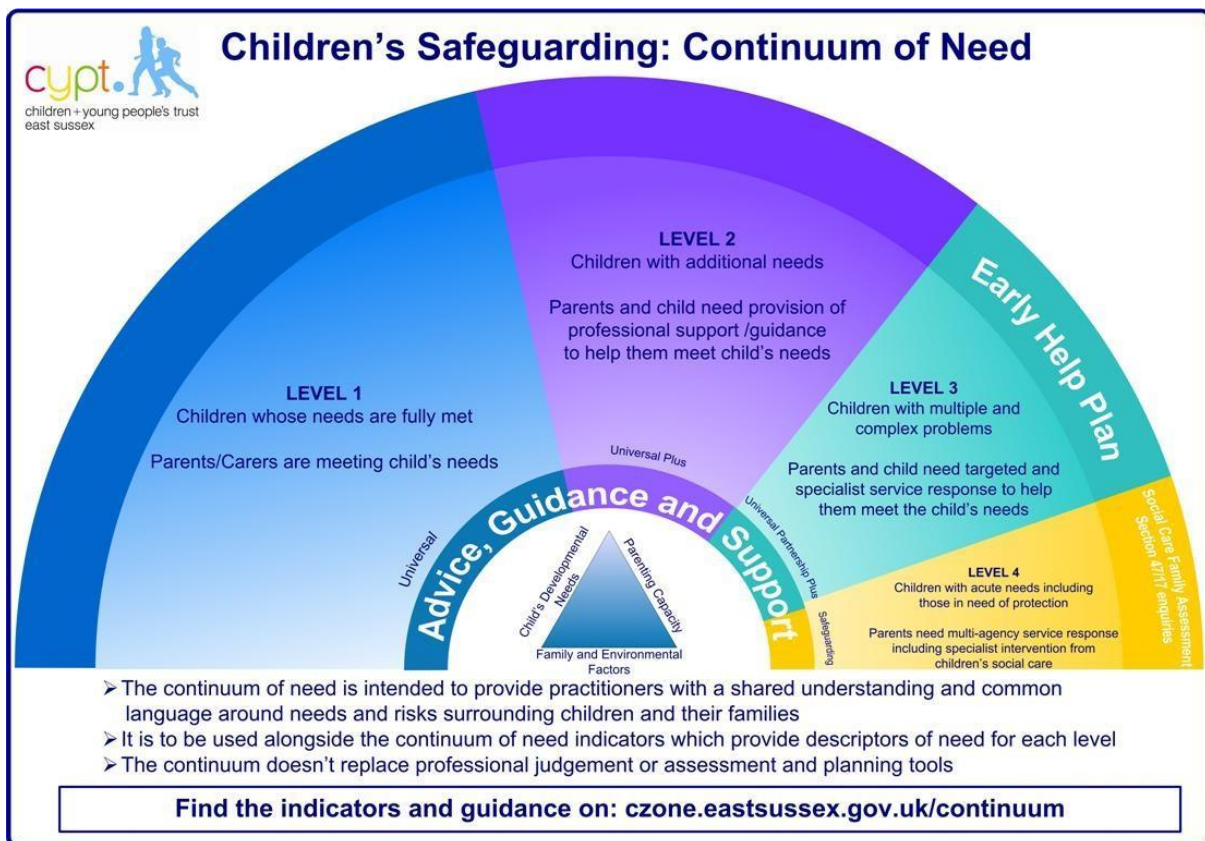 Children's Safeguarding: Continuum of Need
cypt.
children + young people's trust
east sussex
LEVEL 1
Children whose needs are fully met
Parents/Carers are meeting child's needs
LEVEL 2
Children with additional needs
Parents and child need provision of
professional support /guidance
to help them meet child's needs
Early Help Plan
LEVEL 3
Children with multiple and
complex problems
Parents and child need targeted and
specialist service response to help
them meet the child's needs
Social Care Family Assessment
Section 47/17 enquiries
LEVEL 4
Children with acute needs including
those in need of protection
Parents need multi-agency service response
including specialist intervention from
children's social care
Universal
Universal Plus
Universal Partnership Plus
Safeguarding
Advice, Guidance and Support
Child's Developmental
Needs
Parenting Capacity
Family and Environmental
Factors
➢ The continuum of need is intended to provide practitioners with a shared understanding and common
language around needs and risks surrounding children and their families
➢ It is to be used alongside the continuum of need indicators which provide descriptors of need for each level
➢ The continuum doesn't replace professional judgement or assessment and planning tools
Find the indicators and guidance on: czone.eastsussex.gov.uk/continuum